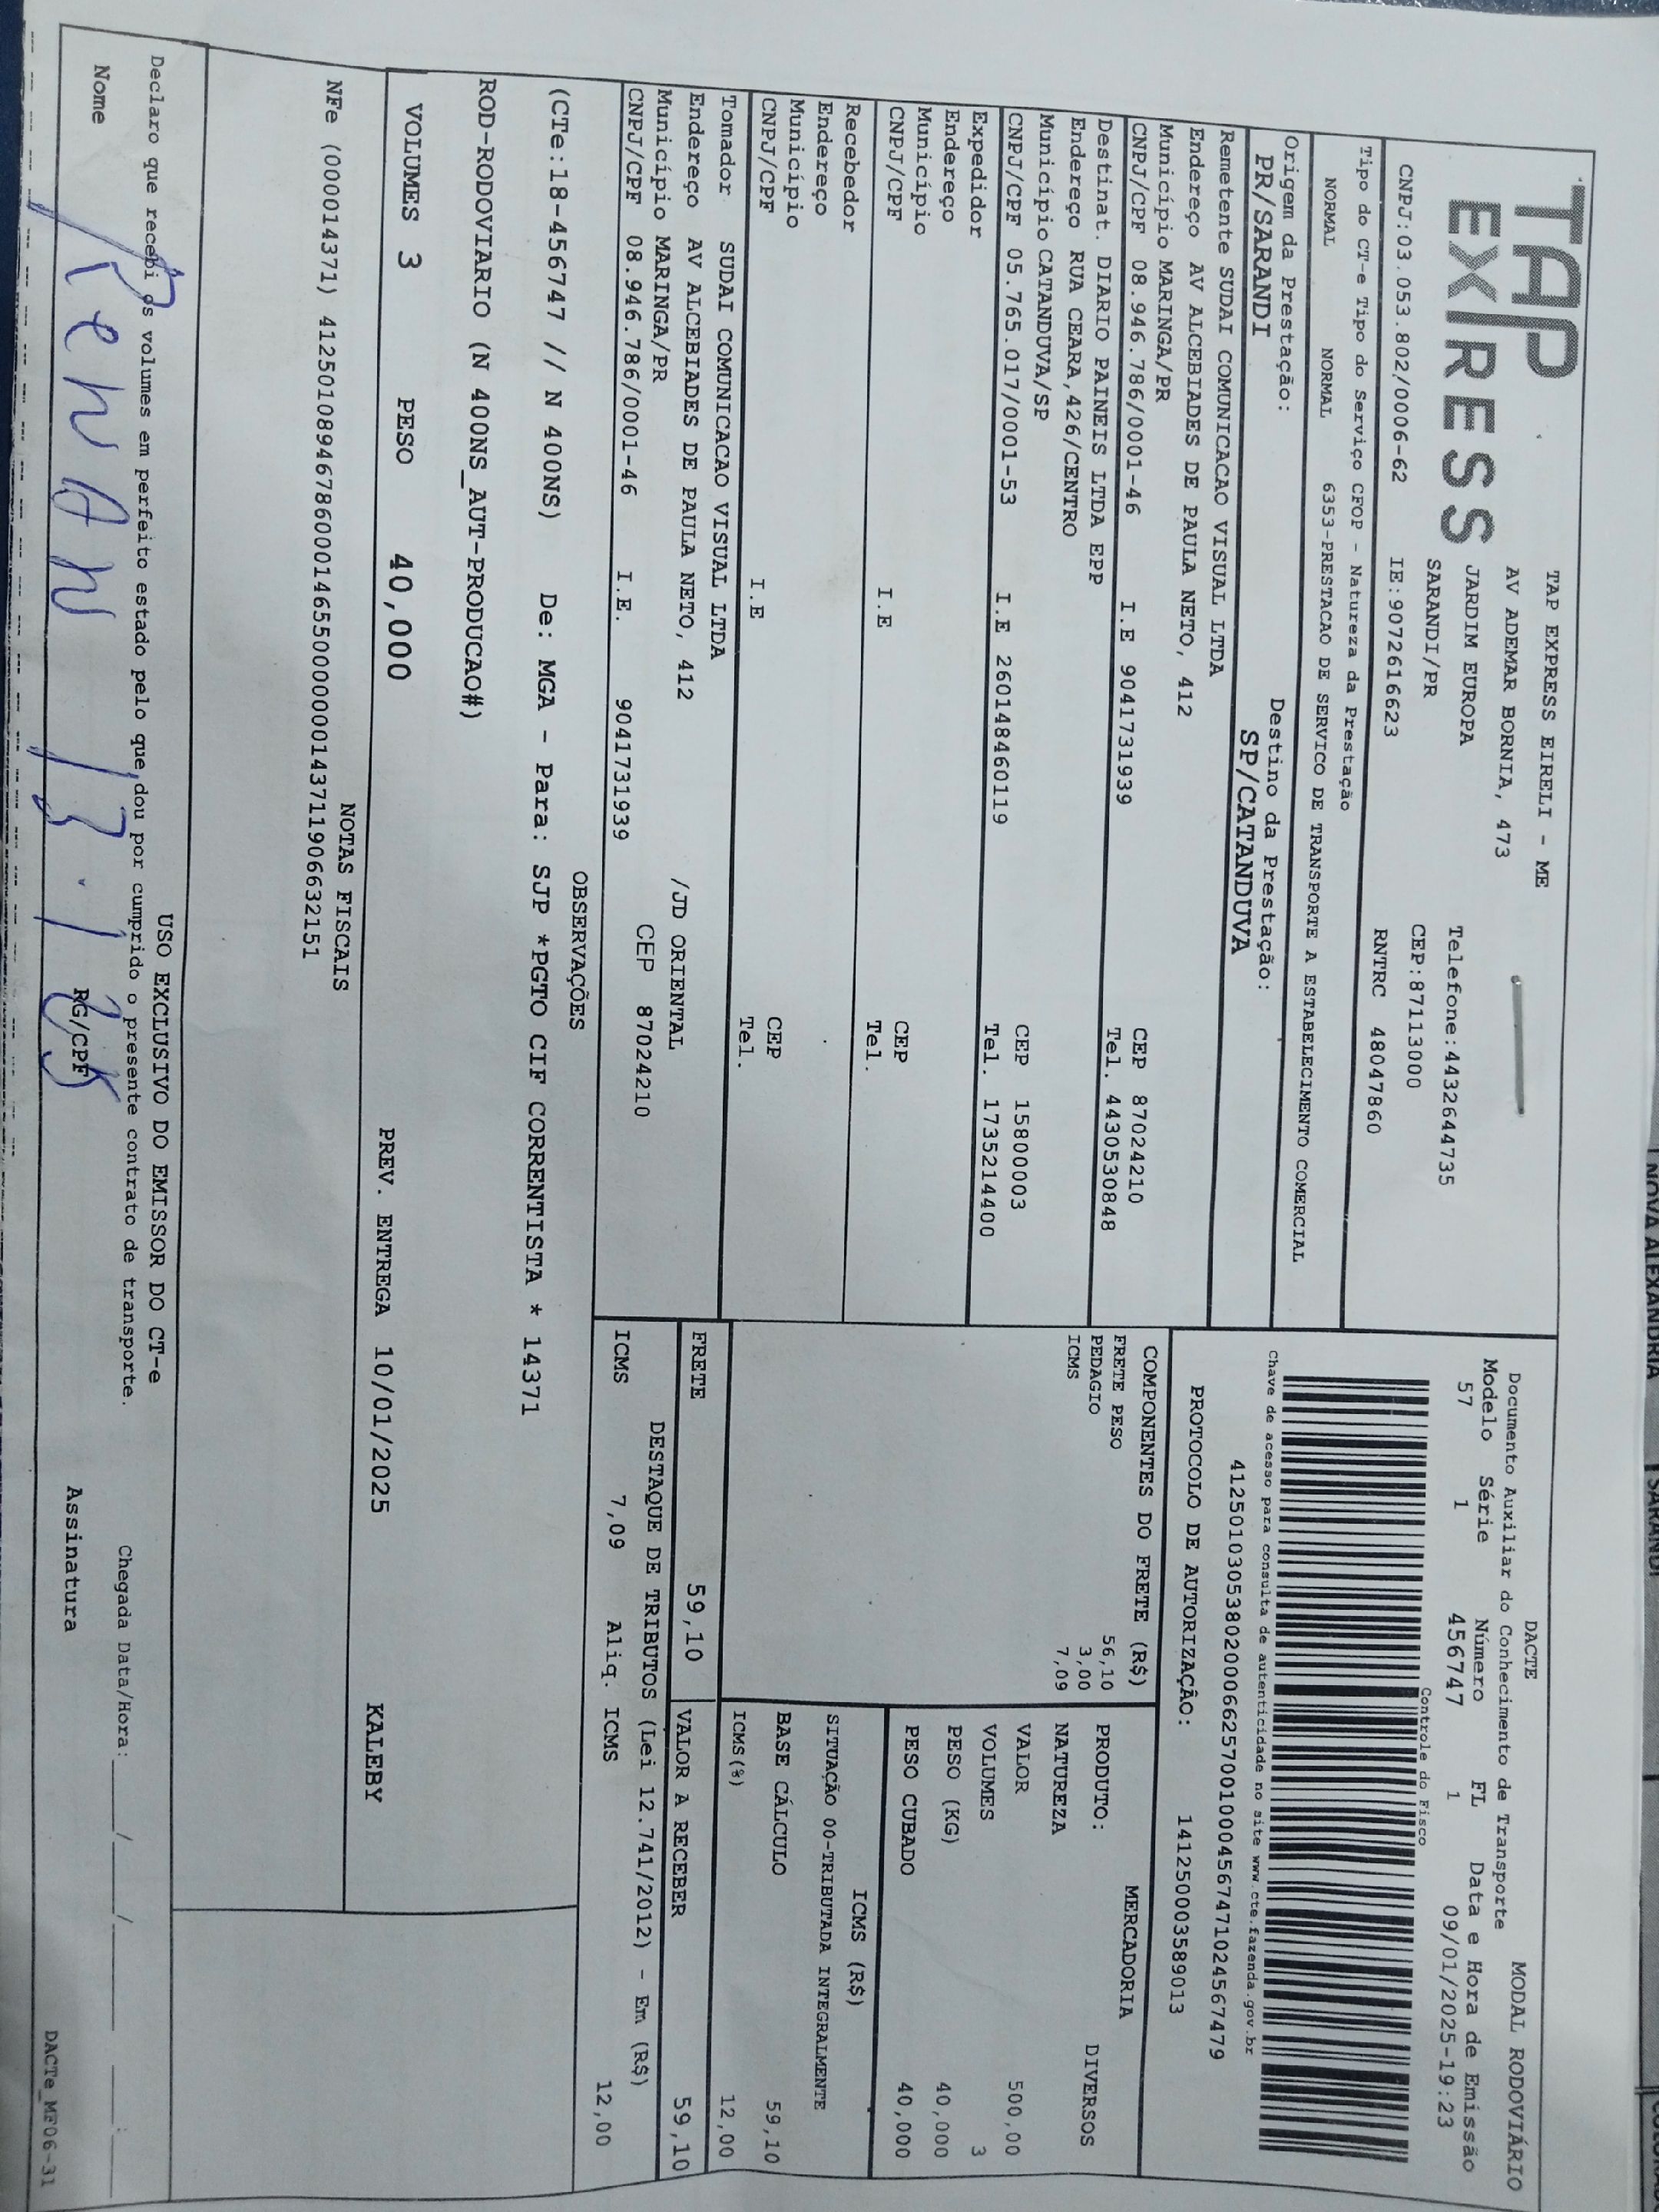 TAP
EXPRESS
TAP EXPRESS EIRELI - ME
AV ADEMAR BORNIA, 473
JARDIM EUROPA
SARANDI/PR
Telefone:4432644735
CEP:87113000
CNPJ:03.053.802/0006-62 IE:9072616623 RNTRC 48047860
Tipo do CT-e Tipo do Serviço CFOP - Natureza da Prestação
NORMAL NORMAL 6353-PRESTACAO DE SERVICO DE TRANSPORTE A ESTABELECIMENTO COMERCIAL
Origem da Prestação: Destino da Prestação:
PR/SARANDI SP/CATANDUVA
Remetente SUDAI COMUNICACAO VISUAL LTDA
Endereço AV ALCEBIADES DE PAULA NETO, 412
Município MARINGA/PR CEP 87024210
CNPJ/CPF 08.946.786/0001-46 I.E 9041731939 Tel. 4430530848
Destinat. DIARIO PAINEIS LTDA EPP
Endereço RUA CEARA,426/CENTRO
Município CATANDUVA/SP CEP 15800003
CNPJ/CPF 05.765.017/0001-53 I.E 260148460119 Tel. 1735214400
Expedidor
Endereço
Município CEP
CNPJ/CPF I.E Tel.
Recebedor
Endereço
Município CEP
CNPJ/CPF I.E Tel.
Tomador SUDAI COMUNICACAO VISUAL LTDA
Endereço AV ALCEBIADES DE PAULA NETO, 412 /JD ORIENTAL
Município MARINGA/PR CEP 87024210
CNPJ/CPF 08.946.786/0001-46 I.E. 9041731939
DACTE MODAL RODOVIÁRIO
Documento Auxiliar do Conhecimento de Transporte
Modelo Série Número FL Data e Hora de Emissão
57 1 456747 1 09/01/2025-19:23
Controle do Fisco
Chave de acesso para consulta de autenticidade no site www.cte.fazenda.gov.br
41250103053802000662570010004567471024567479
PROTOCOLO DE AUTORIZAÇÃO: 141250003589013
COMPONENTES DO FRETE (R$)
FRETE PESO 56,10
PEDAGIO 3,00
ICMS 7,09
MERCADORIA
PRODUTO: DIVERSOS
NATUREZA
VALOR 500,00
VOLUMES 3
PESO (KG) 40,000
PESO CUBADO 40,000
ICMS (R$)
SITUAÇÃO 00-TRIBUTADA INTEGRALMENTE
BASE CÁLCULO 59,10
ICMS(%) 12,00
FRETE 59,10 VALOR A RECEBER 59,10
DESTAQUE DE TRIBUTOS (Lei 12.741/2012) - Em (R$)
ICMS 7,09 Aliq. ICMS 12,00
OBSERVAÇÕES
(CTe:18-456747 // N 400NS) De: MGA - Para: SJP *PGTO CIF CORRENTISTA * 14371
ROD-RODOVIARIO (N 400NS_AUT-PRODUCAO#)
VOLUMES 3 PESO 40,000 PREV. ENTREGA 10/01/2025 KALEBY
NOTAS FISCAIS
NFe (000014371) 41250108946786000146550000000143711906632151
USO EXCLUSIVO DO EMISSOR DO CT-e
Declaro que recebi os volumes em perfeito estado pelo que dou por cumprido o presente contrato de transporte. Chegada Data/Hora: ____/____/______ ____:____
Nome RG/CPF Assinatura
RenAn 13.1.25
DACTe_MF06-31
NOVA ALEXANDRIA SARANDI